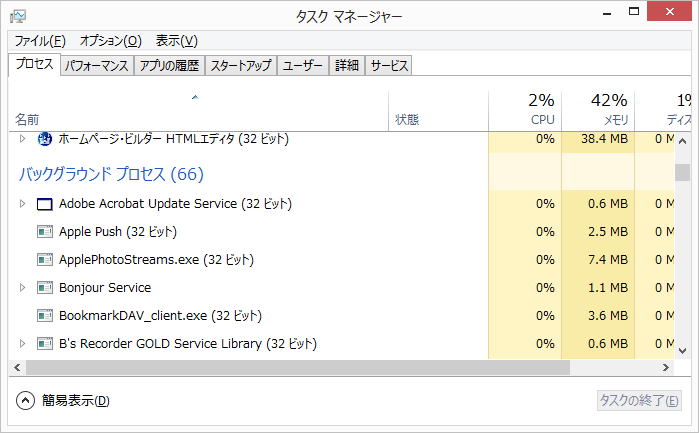 タスク マネージャー
ファイル(F) オプション(O) 表示(V)
プロセス パフォーマンス アプリの履歴 スタートアップ ユーザー 詳細 サービス
2% 42% 1%
名前 状態 CPU メモリ ディス
ホームページ・ビルダー HTMLエディタ (32 ビット) 0% 38.4 MB 0 M
バックグラウンド プロセス (66)
Adobe Acrobat Update Service (32 ビット) 0% 0.6 MB 0 M
Apple Push (32 ビット) 0% 2.5 MB 0 M
ApplePhotoStreams.exe (32 ビット) 0% 7.4 MB 0 M
Bonjour Service 0% 1.1 MB 0 M
BookmarkDAV_client.exe (32 ビット) 0% 3.6 MB 0 M
B's Recorder GOLD Service Library (32 ビット) 0% 0.6 MB 0 M
簡易表示(D) タスクの終了(E)